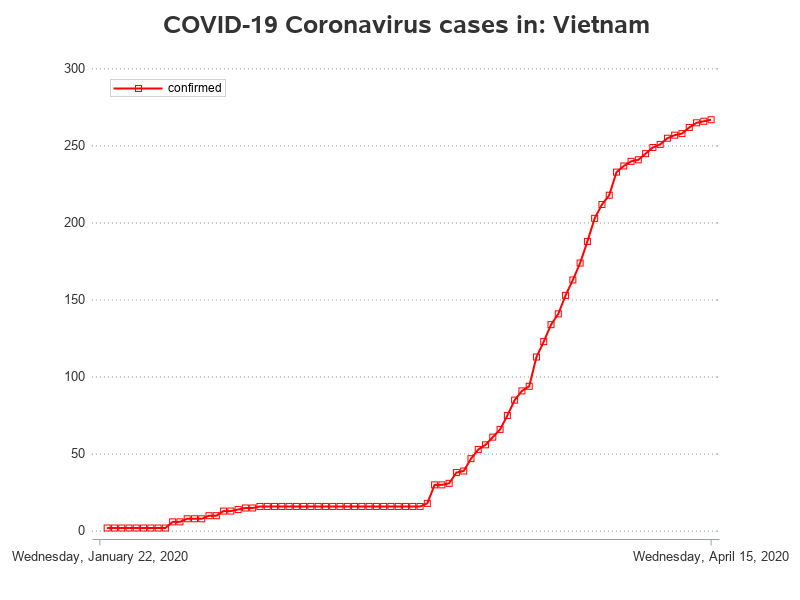 COVID-19 Coronavirus cases in: Vietnam
300
confirmed
250
200
150
100
50
0
Wednesday, January 22, 2020 Wednesday, April 15, 2020